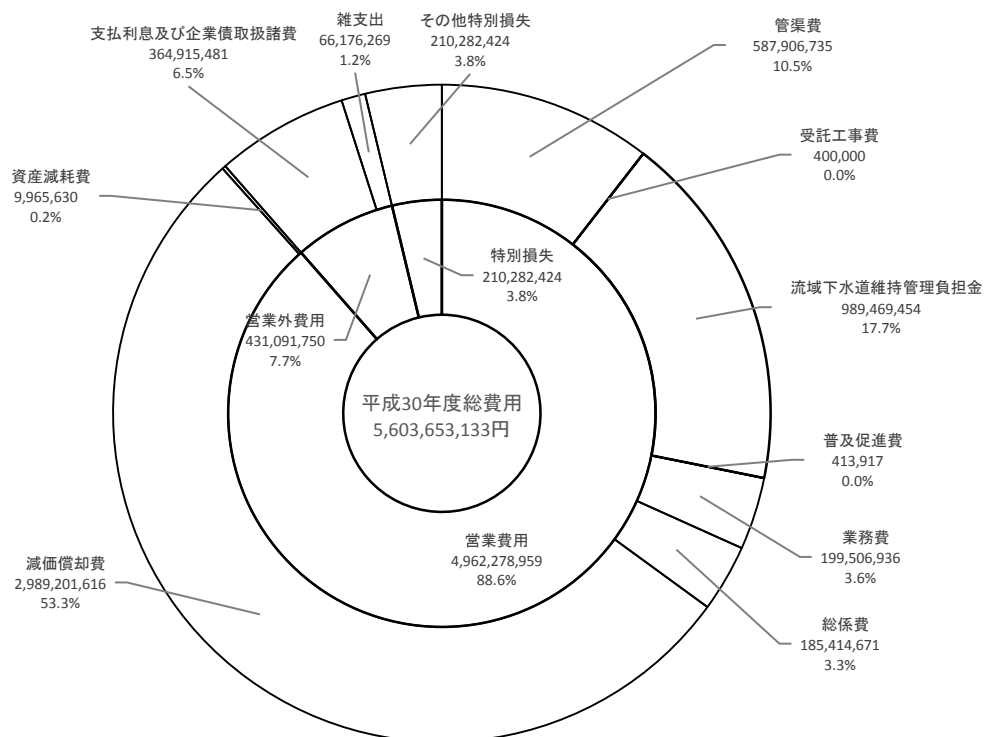 支払利息及び企業債取扱諸費
364,915,481
6.5%
雑支出
66,176,269
1.2%
その他特別損失
210,282,424
3.8%
管渠費
587,906,735
10.5%
受託工事費
400,000
0.0%
資産減耗費
9,965,630
0.2%
特別損失
210,282,424
3.8%
流域下水道維持管理負担金
989,469,454
17.7%
営業外費用
431,091,750
7.7%
平成30年度総費用
5,603,653,133円
普及促進費
413,917
0.0%
業務費
199,506,936
3.6%
営業費用
4,962,278,959
88.6%
減価償却費
2,989,201,616
53.3%
総係費
185,414,671
3.3%